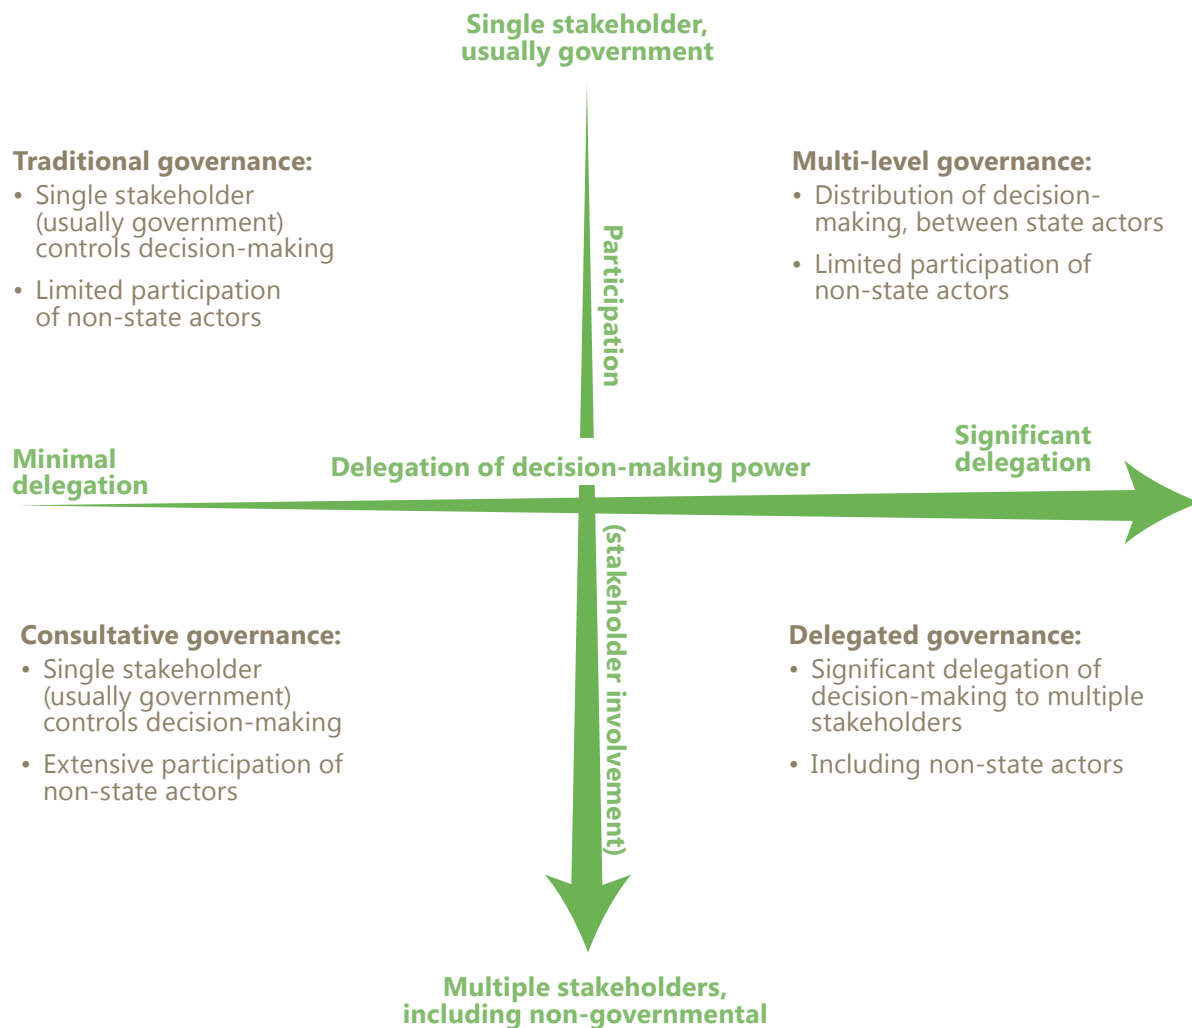 Single stakeholder,
usually government
Traditional governance:
• Single stakeholder
(usually government)
controls decision-making
• Limited participation
of non-state actors
Multi-level governance:
• Distribution of decision-
making, between state actors
• Limited participation of
non-state actors
Participation
Minimal
delegation
Delegation of decision-making power
Significant
delegation
(stakeholder involvement)
Consultative governance:
• Single stakeholder
(usually government)
controls decision-making
• Extensive participation of
non-state actors
Delegated governance:
• Significant delegation of
decision-making to multiple
stakeholders
• Including non-state actors
Multiple stakeholders,
including non-governmental